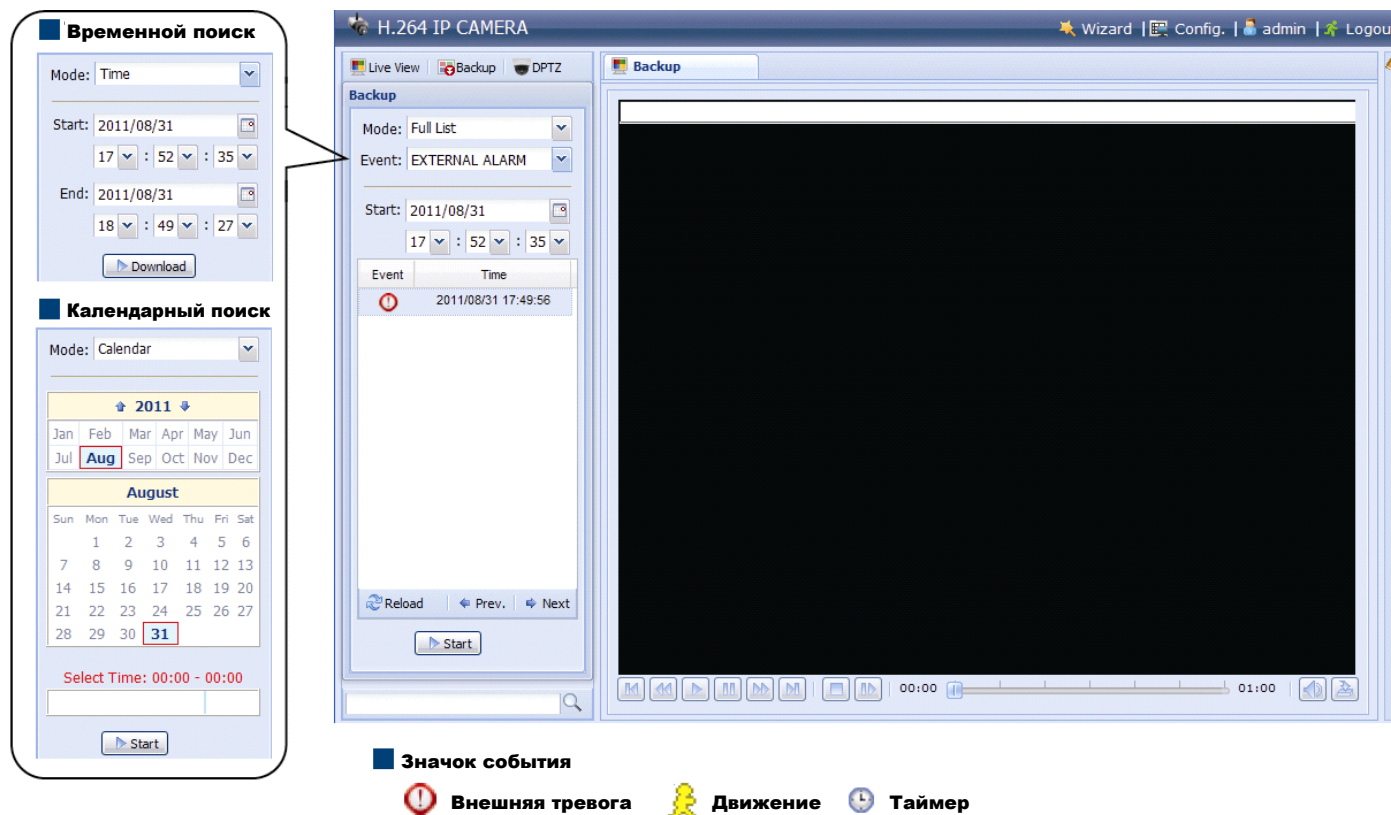 Временной поиск
Mode: Time
Start: 2011/08/31
17 : 52 : 35
End: 2011/08/31
18 : 49 : 27
Download
Календарный поиск
Mode: Calendar
2011
Jan Feb Mar Apr May Jun
Jul Aug Sep Oct Nov Dec
August
Sun Mon Tue Wed Thu Fri Sat
1 2 3 4 5 6
7 8 9 10 11 12 13
14 15 16 17 18 19 20
21 22 23 24 25 26 27
28 29 30 31
Select Time: 00:00 - 00:00
Start
H.264 IP CAMERA
Wizard | Config. | admin | Logou
Live View Backup DPTZ
Backup
Mode: Full List
Event: EXTERNAL ALARM
Start: 2011/08/31
17 : 52 : 35
Event Time
2011/08/31 17:49:56
Reload Prev. Next
Start
Backup
00:00 01:00
Значок события
Внешняя тревога Движение Таймер